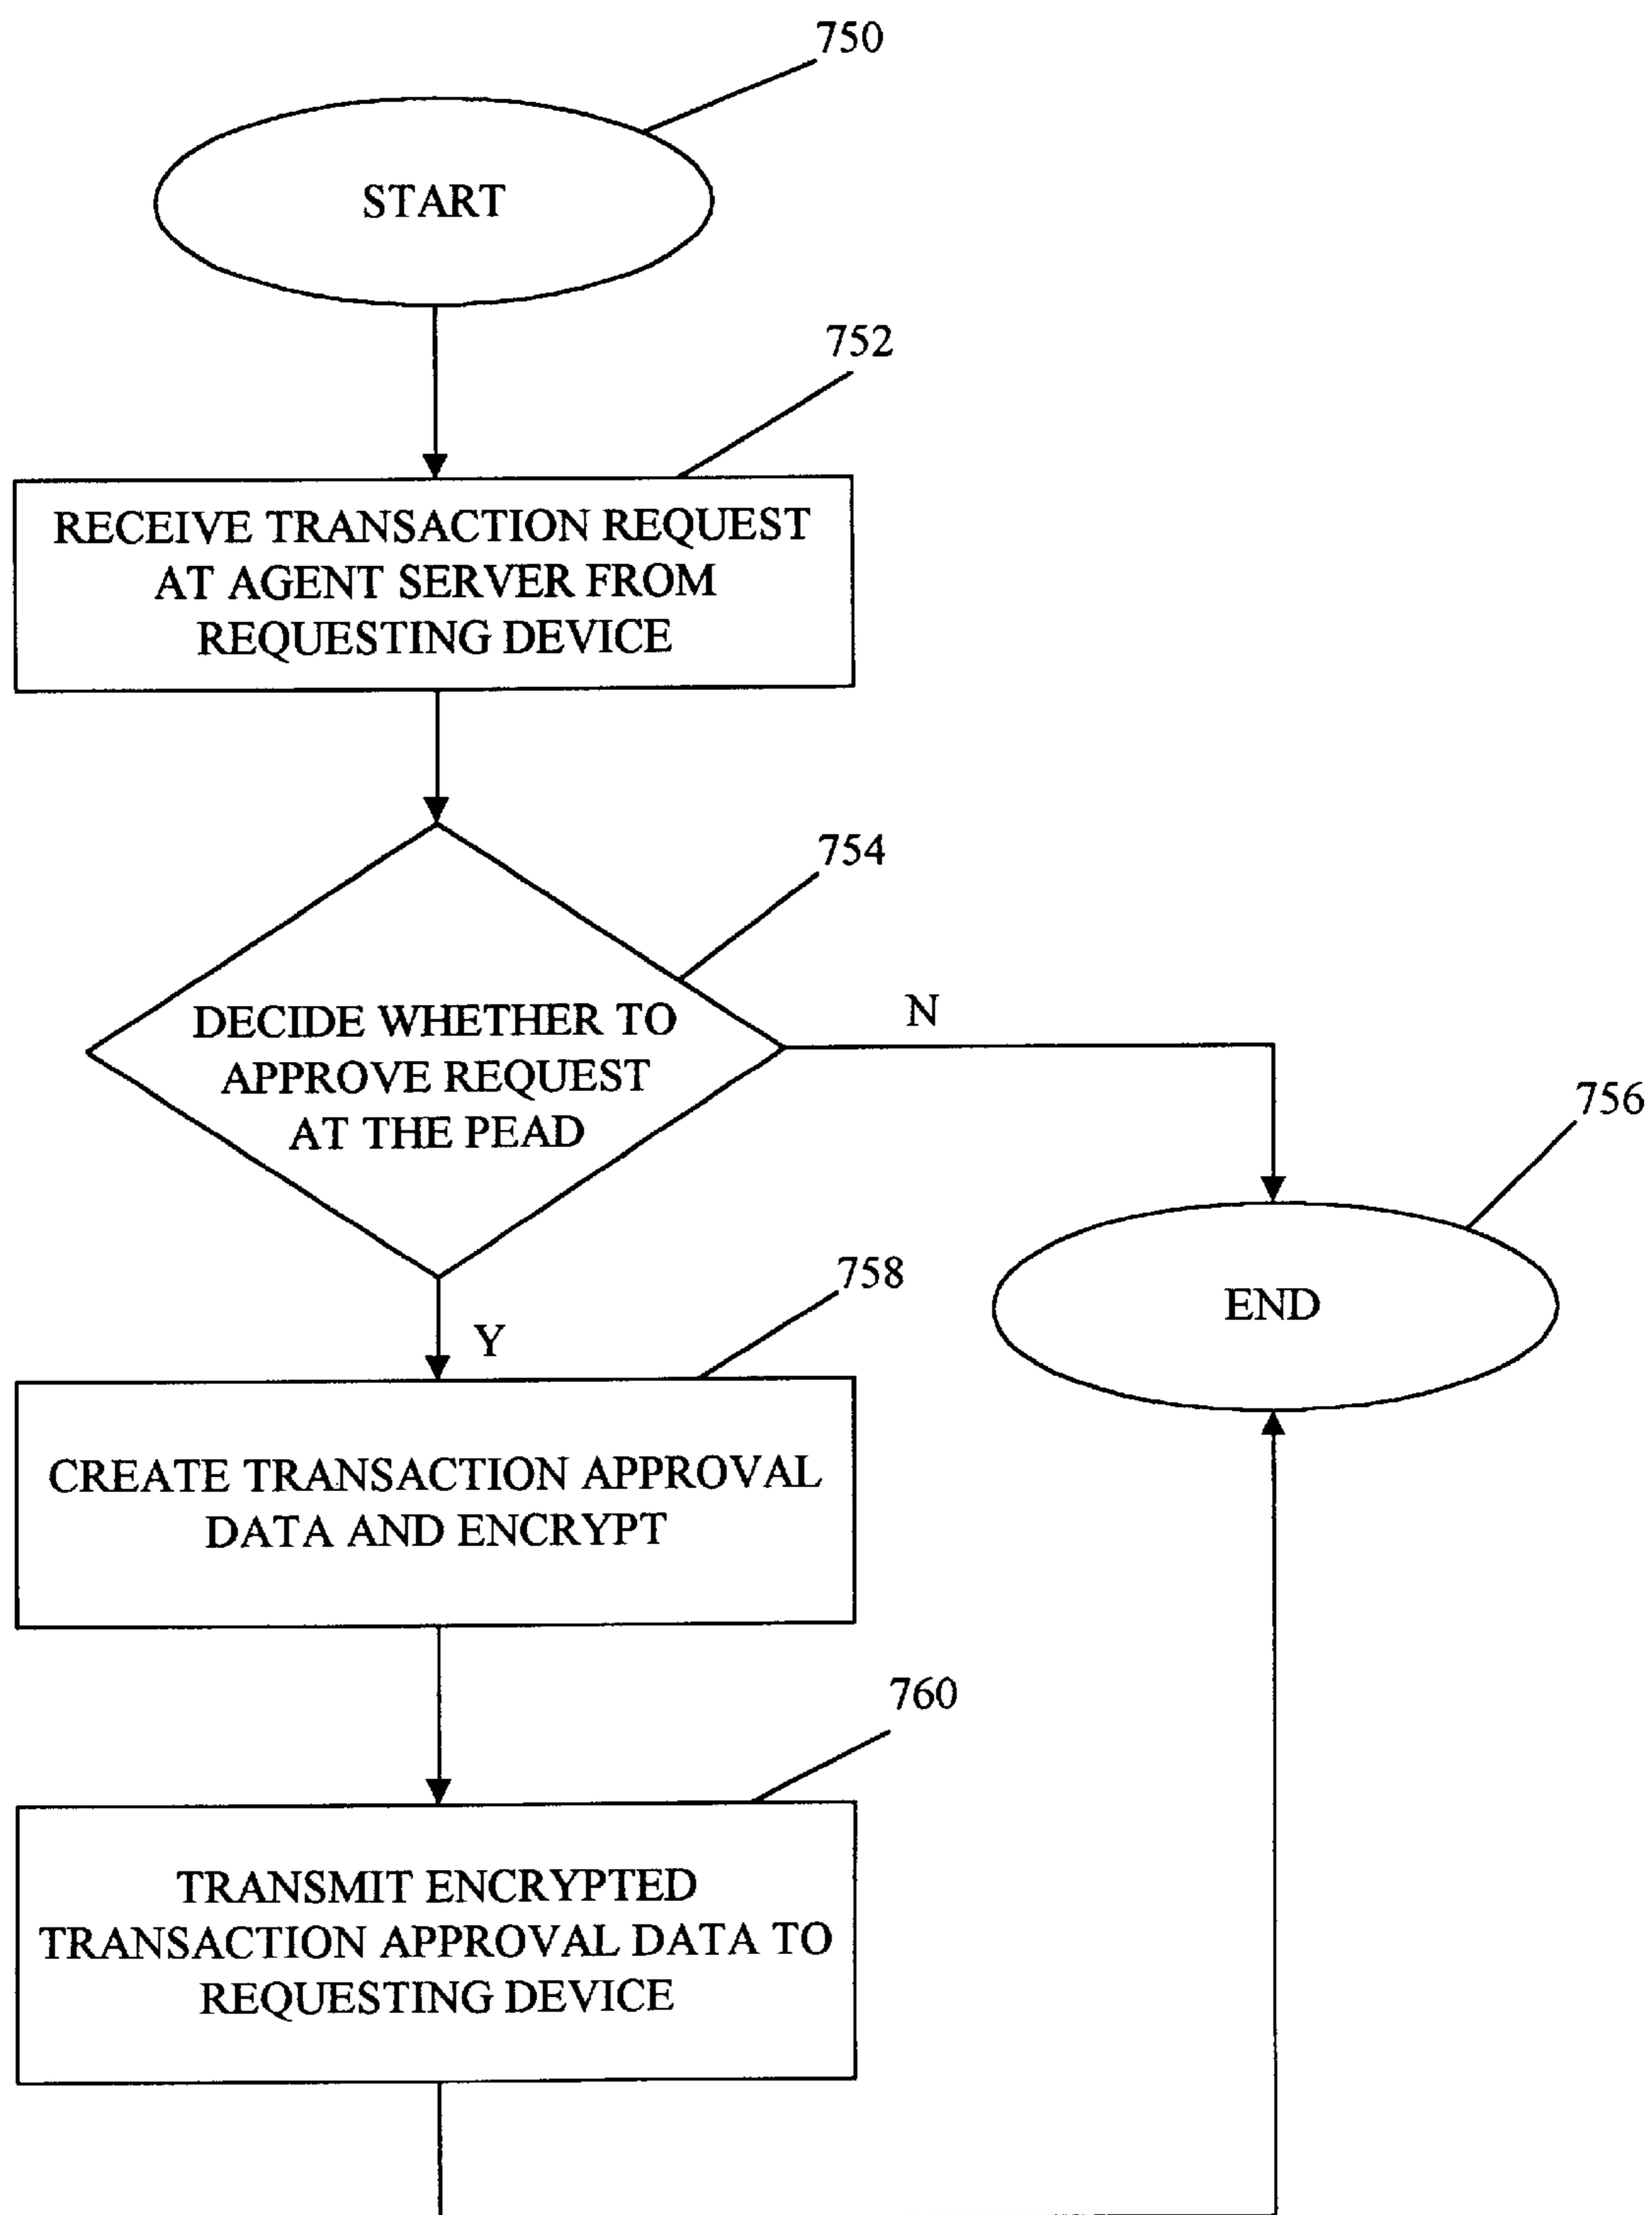 750
START
752
RECEIVE TRANSACTION REQUEST
AT AGENT SERVER FROM
REQUESTING DEVICE
754
DECIDE WHETHER TO
APPROVE REQUEST
AT THE PEAD
N
756
END
758
Y
CREATE TRANSACTION APPROVAL
DATA AND ENCRYPT
760
TRANSMIT ENCRYPTED
TRANSACTION APPROVAL DATA TO
REQUESTING DEVICE